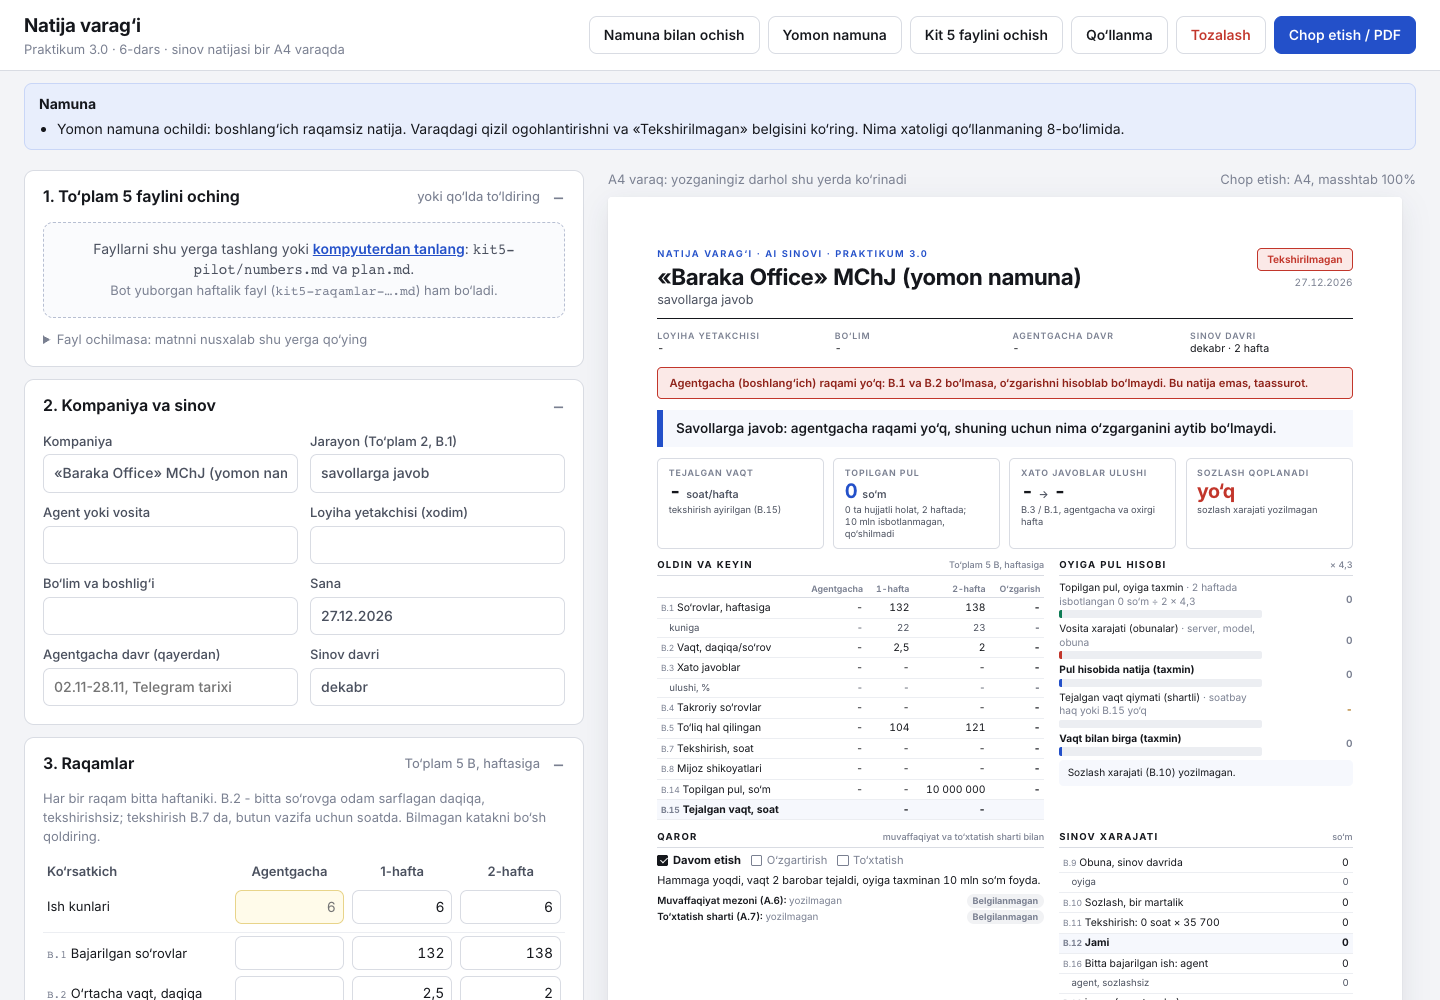 Natija varag‘i
Praktikum 3.0 · 6-dars · sinov natijasi bir A4 varaqda
Namuna bilan ochish
Yomon namuna
Kit 5 faylini ochish
Qo‘llanma
Tozalash
Chop etish / PDF
Namuna
• Yomon namuna ochildi: boshlang‘ich raqamsiz natija. Varaqdagi qizil ogohlantirishni va «Tekshirilmagan» belgisini ko‘ring. Nima xatoligi qo‘llanmaning 8-bo‘limida.
1. To‘plam 5 faylini oching
yoki qo‘lda to‘ldiring –
Fayllarni shu yerga tashlang yoki kompyuterdan tanlang: kit5-
pilot/numbers.md va plan.md.
Bot yuborgan haftalik fayl (kit5-raqamlar-….md) ham bo‘ladi.
▶ Fayl ochilmasa: matnni nusxalab shu yerga qo‘ying
2. Kompaniya va sinov –
Kompaniya
Jarayon (To‘plam 2, B.1)
«Baraka Office» MChJ (yomon nan
savollarga javob
Agent yoki vosita
Loyiha yetakchisi (xodim)
Bo‘lim va boshlig‘i
Sana
27.12.2026
Agentgacha davr (qayerdan)
Sinov davri
02.11-28.11, Telegram tarixi
dekabr
3. Raqamlar
To‘plam 5 B, haftasiga –
Har bir raqam bitta haftaniki. B.2 - bitta so‘rovga odam sarflagan daqiqa,
tekshirishsiz; tekshirish B.7 da, butun vazifa uchun soatda. Bilmagan katakni bo‘sh
qoldiring.
Ko‘rsatkich Agentgacha 1-hafta 2-hafta
Ish kunlari 6 6 6
B.1 Bajarilgan so‘rovlar 132 138
B.2 O‘rtacha vaqt, daqiqa 2,5 2
A4 varaq: yozganingiz darhol shu yerda ko‘rinadi
Chop etish: A4, masshtab 100%
NATIJA VARAG‘I · AI SINOVI · PRAKTIKUM 3.0
Tekshirilmagan
«Baraka Office» MChJ (yomon namuna)
27.12.2026
savollarga javob
LOYIHA YETAKCHISI BO‘LIM AGENTGACHA DAVR SINOV DAVRI
- - - dekabr · 2 hafta
Agentgacha (boshlang‘ich) raqami yo‘q: B.1 va B.2 bo‘lmasa, o‘zgarishni hisoblab bo‘lmaydi. Bu natija emas, taassurot.
Savollarga javob: agentgacha raqami yo‘q, shuning uchun nima o‘zgarganini aytib bo‘lmaydi.
TEJALGAN VAQT
- soat/hafta
tekshirish ayirilgan (B.15)
TOPILGAN PUL
0 so‘m
0 ta hujjatli holat, 2 haftada;
10 mln isbotlanmagan,
qo‘shilmadi
XATO JAVOBLAR ULUSHI
- → -
B.3 / B.1, agentgacha va oxirgi
hafta
SOZLASH QOPLANADI
yo‘q
sozlash xarajati yozilmagan
OLDIN VA KEYIN To‘plam 5 B, haftasiga
Agentgacha 1-hafta 2-hafta O‘zgarish
B.1 So‘rovlar, haftasiga - 132 138 -
kuniga - 22 23 -
B.2 Vaqt, daqiqa/so‘rov - 2,5 2 -
B.3 Xato javoblar - - - -
ulushi, % - - - -
B.4 Takroriy so‘rovlar - - - -
B.5 To‘liq hal qilingan - 104 121 -
B.7 Tekshirish, soat - - - -
B.8 Mijoz shikoyatlari - - - -
B.14 Topilgan pul, so‘m - - 10 000 000 -
B.15 Tejalgan vaqt, soat - -
OYIGA PUL HISOBI × 4,3
Topilgan pul, oyiga taxmin · 2 haftada
isbotlangan 0 so‘m ÷ 2 × 4,3 0
Vosita xarajati (obunalar) · server, model,
obuna 0
Pul hisobida natija (taxmin) 0
Tejalgan vaqt qiymati (shartli) · soatbay
haq yoki B.15 yo‘q -
Vaqt bilan birga (taxmin) 0
Sozlash xarajati (B.10) yozilmagan.
QAROR muvaffaqiyat va to‘xtatish sharti bilan
Davom etish O‘zgartirish To‘xtatish
Hammaga yoqdi, vaqt 2 barobar tejaldi, oyiga taxminan 10 mln so‘m foyda.
Muvaffaqiyat mezoni (A.6): yozilmagan Belgilanmagan
To‘xtatish sharti (A.7): yozilmagan Belgilanmagan
SINOV XARAJATI so‘m
B.9 Obuna, sinov davrida 0
oyiga 0
B.10 Sozlash, bir martalik 0
B.11 Tekshirish: 0 soat × 35 700 0
B.12 Jami 0
B.16 Bitta bajarilgan ish: agent 0
agent, sozlashsiz 0